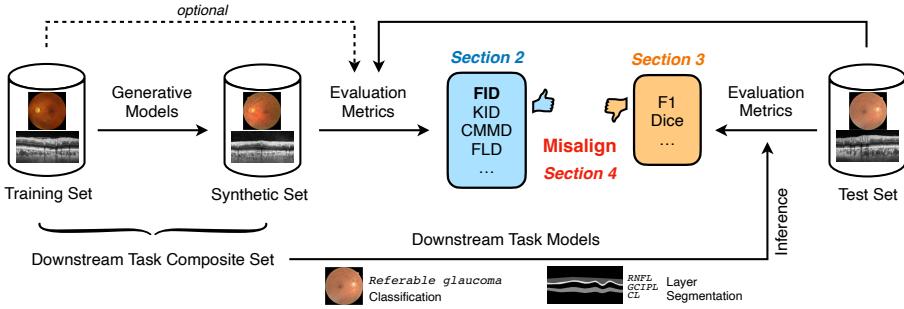 optional
Section 2
Section 3
Generative
Models
Evaluation
Metrics
FID
KID
CMMD
FLD
...
Misalign
Section 4
F1
Dice
...
Evaluation
Metrics
Training Set
Synthetic Set
Test Set
Inference
Downstream Task Composite Set
Downstream Task Models
Referable glaucoma
Classification
RNFL
GCIPL
CL
Layer
Segmentation